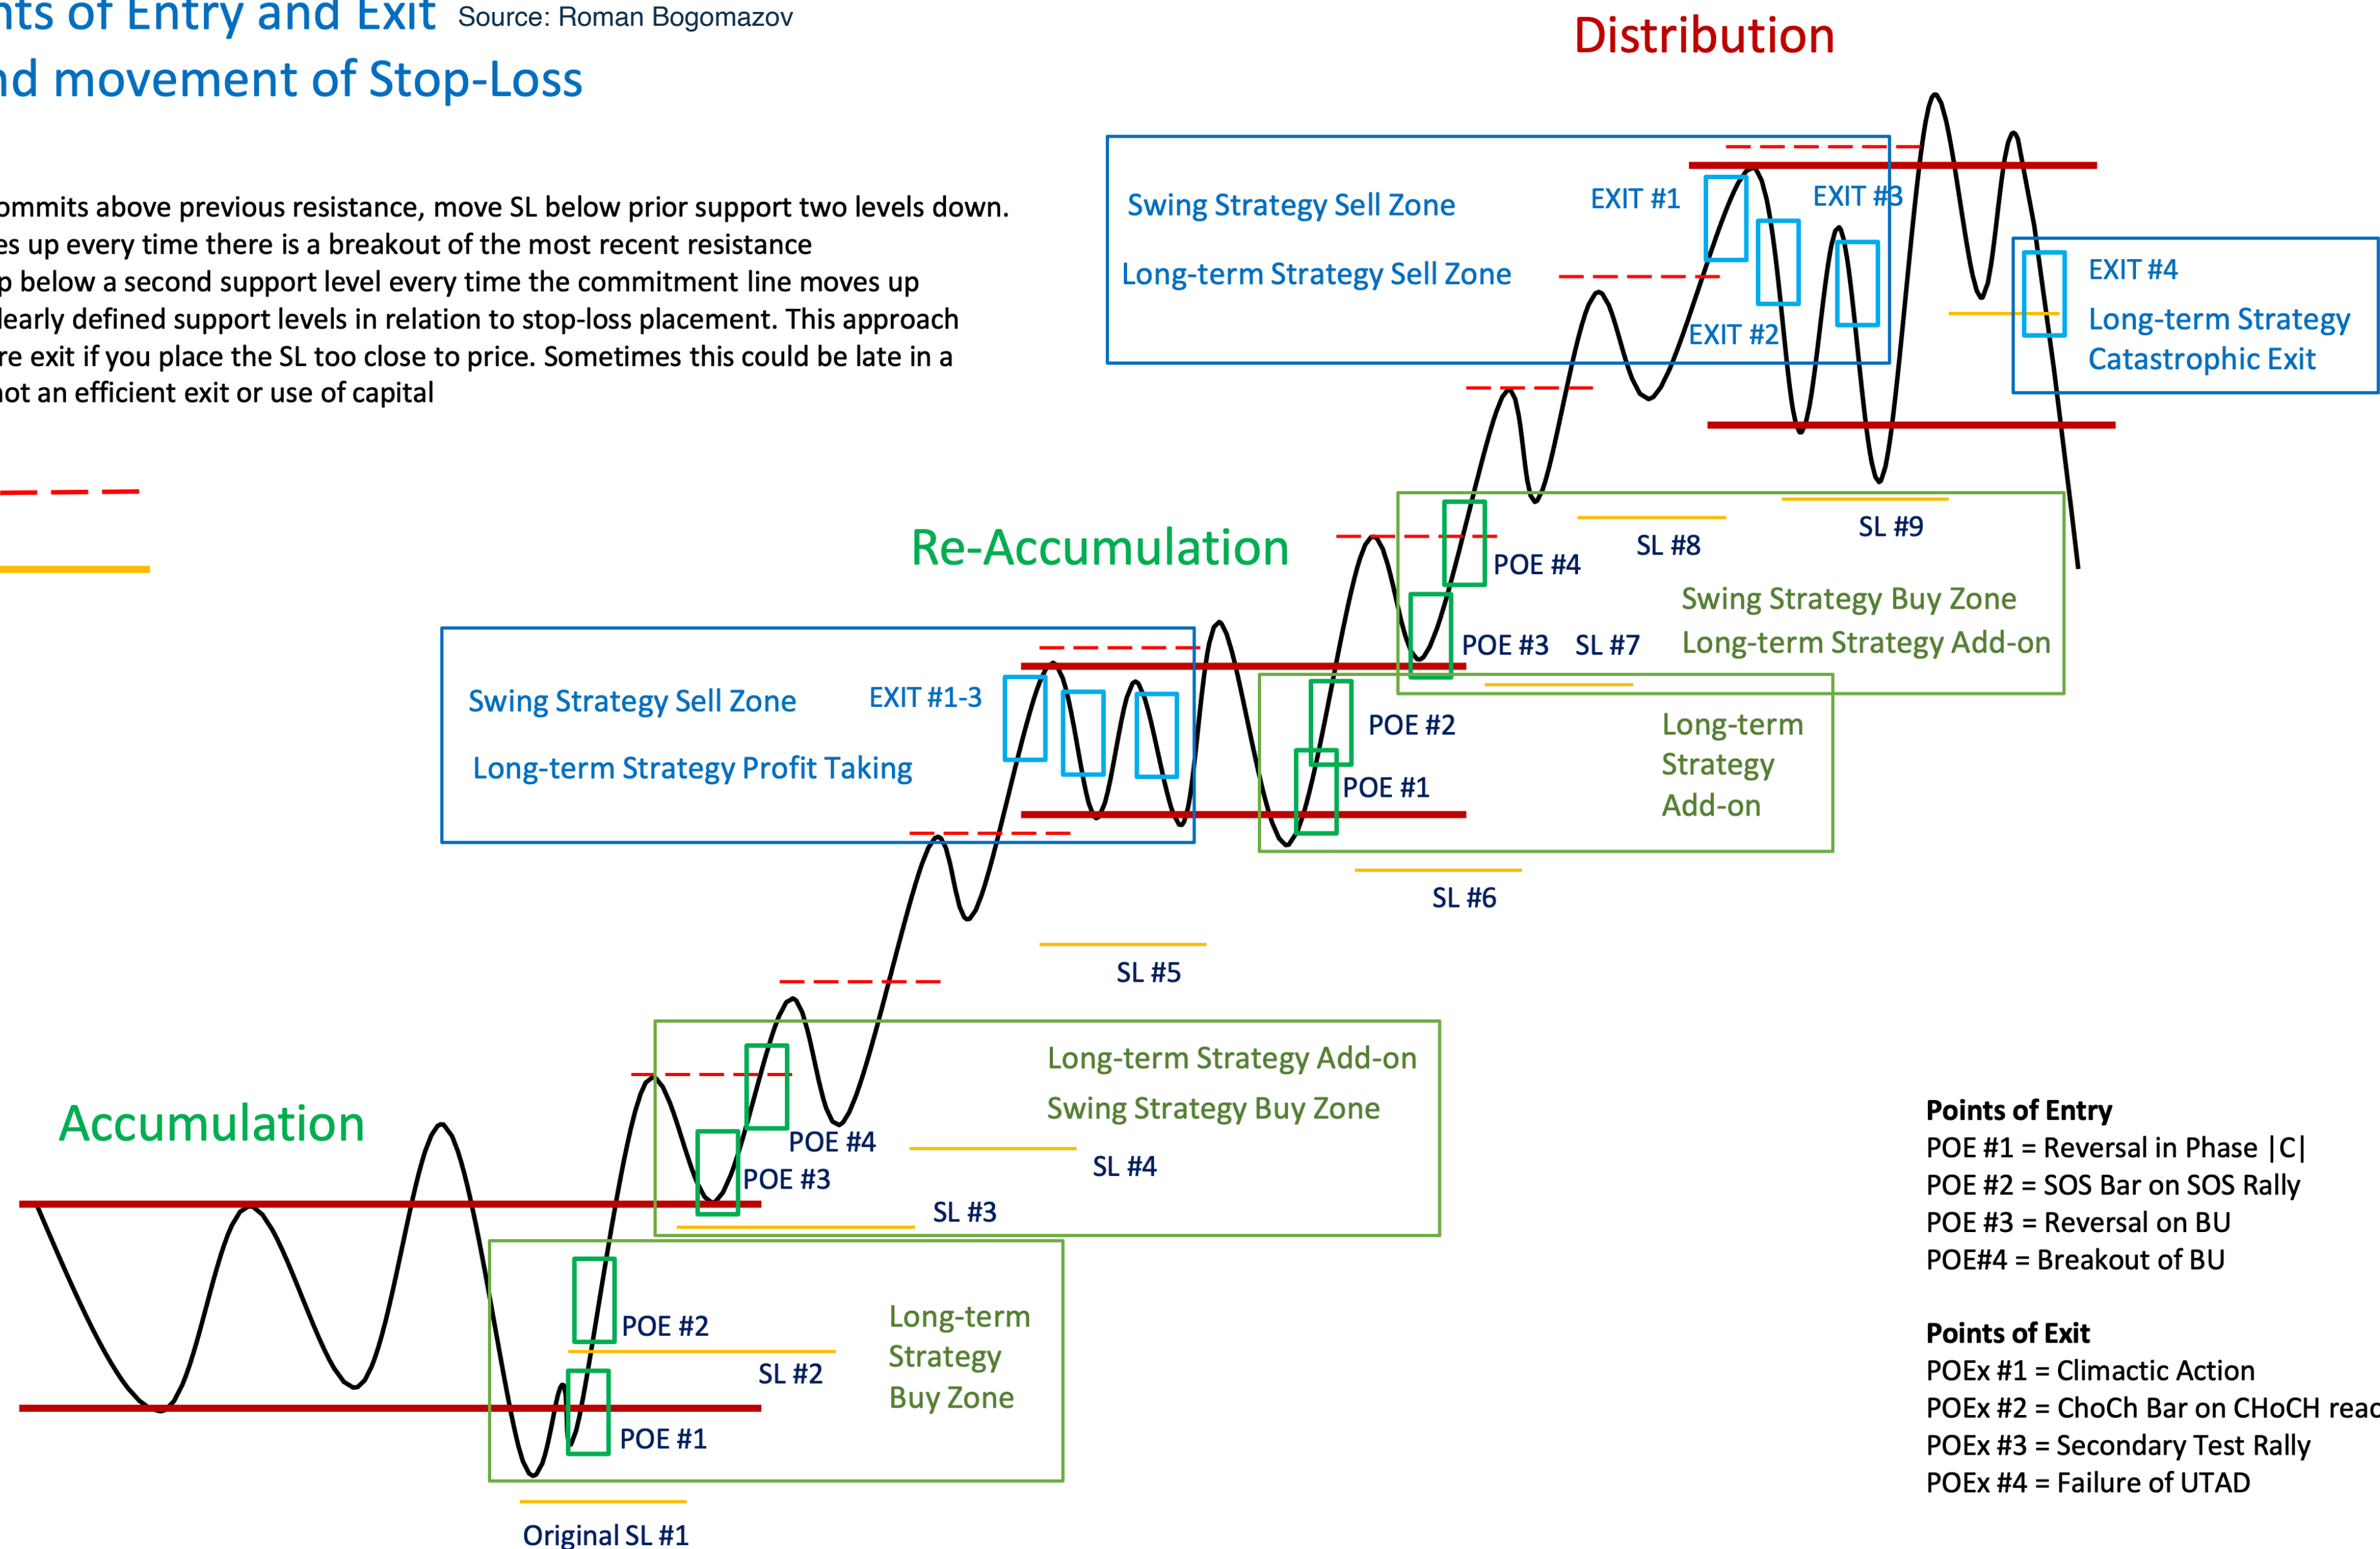 nts of Entry and Exit Source: Roman Bogomazov
nd movement of Stop-Loss
ommits above previous resistance, move SL below prior support two levels down.
es up every time there is a breakout of the most recent resistance
p below a second support level every time the commitment line moves up
learly defined support levels in relation to stop-loss placement. This approach
re exit if you place the SL too close to price. Sometimes this could be late in a
not an efficient exit or use of capital
Distribution
Swing Strategy Sell Zone
Long-term Strategy Sell Zone
EXIT #1
EXIT #2
EXIT #3
EXIT #4
Long-term Strategy
Catastrophic Exit
SL #9
SL #8
Re-Accumulation
POE #4
POE #3
SL #7
Swing Strategy Buy Zone
Long-term Strategy Add-on
Swing Strategy Sell Zone
Long-term Strategy Profit Taking
EXIT #1-3
POE #2
POE #1
Long-term
Strategy
Add-on
SL #6
SL #5
Long-term Strategy Add-on
Swing Strategy Buy Zone
POE #4
POE #3
SL #4
SL #3
Accumulation
POE #2
SL #2
POE #1
Long-term
Strategy
Buy Zone
Original SL #1
Points of Entry
POE #1 = Reversal in Phase |C|
POE #2 = SOS Bar on SOS Rally
POE #3 = Reversal on BU
POE#4 = Breakout of BU
Points of Exit
POEx #1 = Climactic Action
POEx #2 = ChoCh Bar on CHoCH reac
POEx #3 = Secondary Test Rally
POEx #4 = Failure of UTAD